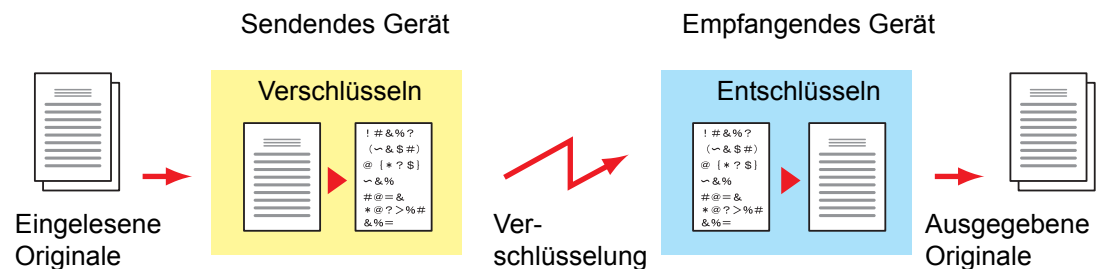 Sendendes Gerät
Empfangendes Gerät
Verschlüsseln
Entschlüsseln
!#&%?
(~&$#)
@{*?$}
~&%
#@=&
*@?>%#
&%=
!#&%?
(~&$#)
@{*?$}
~&%
#@=&
*@?>%#
&%=
Eingelesene
Originale
Ver-
schlüsselung
Ausgegebene
Originale